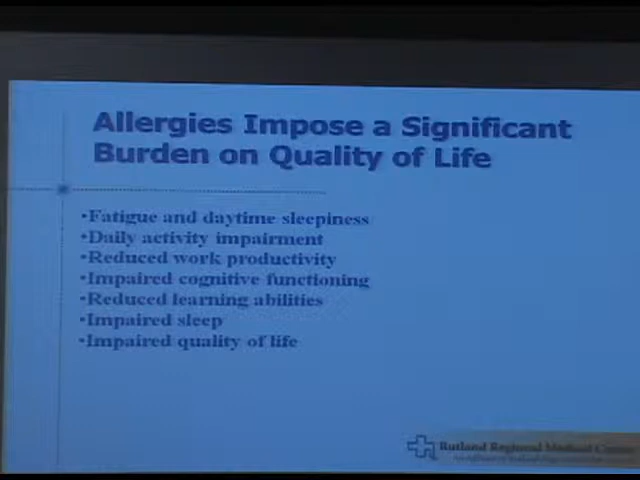 Allergies Impose a Significant
Burden on Quality of Life
•Fatigue and daytime sleepiness
•Daily activity impairment
•Reduced work productivity
•Impaired cognitive functioning
•Reduced learning abilities
•Impaired sleep
•Impaired quality of life
Rutland Regional Medical Center